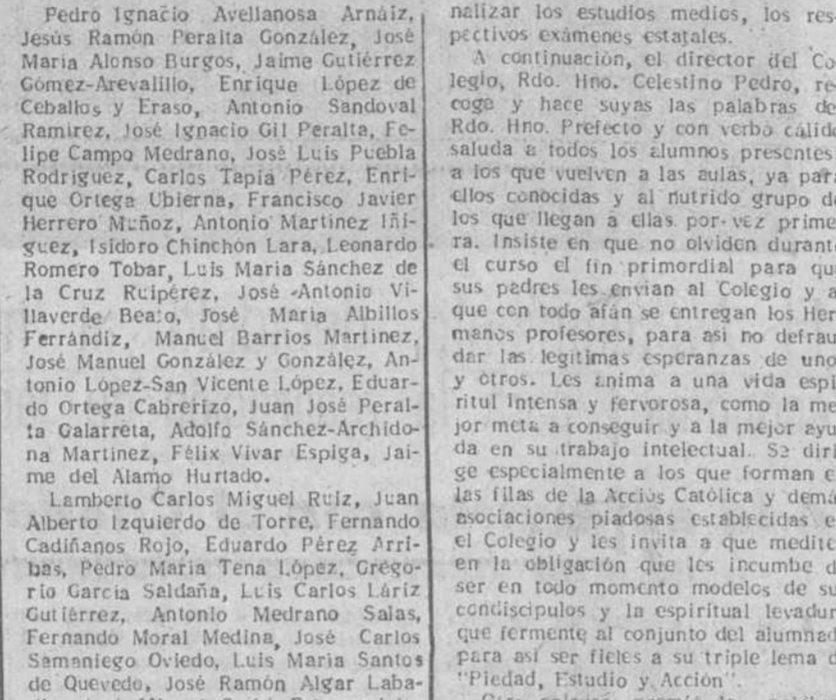 Pedro Ignacio Avellanosa Arnáiz,
Jesús Ramón Peralta González, José
María Alonso Burgos, Jaime Gutiérrez
Gómez-Arevalillo, Enrique López de
Ceballos y Eraso, Antonio Sandoval
Ramírez, José Ignacio Gil Peralta, Fe-
lipe Campo Medrano, José Luis Puebla
Rodríguez, Carlos Tapia Pérez, Enri-
que Ortega Ubierna, Francisco Javier
Herrero Muñoz, Antonio Martínez Iñi-
guez, Isidoro Chinchón Lara, Leonardo
Romero Tobar, Luis María Sánchez de
la Cruz Ruipérez, José Antonio Vi-
llaverde Beato, José María Albillos
Ferrándiz, Manuel Barrios Martínez,
José Manuel González y González, An-
tonio López-San Vicente López, Eduar-
do Ortega Cabrerizo, Juan José Peral-
ta Galarreta, Adolfo Sánchez-Archido-
na Martínez, Félix Vivar Espiga, Jai-
me del Alamo Hurtado.
Lamberto Carlos Miguel Ruiz, Juan
Alberto Izquierdo de Torre, Fernando
Cadiñanos Rojo, Eduardo Pérez Arri-
bas, Pedro María Tena López, Grego-
rio García Saldaña, Luis Carlos Láriz
Gutiérrez, Antonio Medrano Salas,
Fernando Moral Medina, José Carlos
Samaniego Oviedo, Luis María Santos
de Quevedo, José Ramón Algar Laba-
nalizar los estudios medios, los res-
pectivos exámenes estatales.
A continuación, el director del Co-
legio, Rdo. Hno. Celestino Pedro, re-
coge y hace suyas las palabras de
Rdo. Hno. Prefecto y con verbo cálido
saluda a todos los alumnos presentes
a los que vuelven a las aulas, ya para
ellos conocidas y al nutrido grupo de
los que llegan a ellas por vez prime-
ra. Insiste en que no olviden durante
el curso el fin primordial para que
sus padres les envían al Colegio y a
que con todo afán se entregan los Her
manos profesores, para así no defrau
dar las legítimas esperanzas de uno
y otros. Les anima a una vida espi
ritul intensa y fervorosa, como la me-
jor meta a conseguir y a la mejor ayu
da en su trabajo intelectual. Se diri
ge especialmente a los que forman e
las filas de la Acción Católica y demá
asociaciones piadosas establecidas e
el Colegio y les invita a que medite
en la obligación que les incumbe d
ser en todo momento modelos de su
condiscípulos y la espiritual levadur
que fermente al conjunto del alumnad
para así ser fieles a su triple lema d
"Piedad, Estudio y Acción".